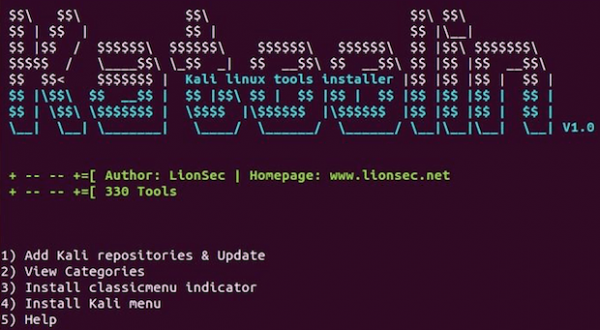 Katoolin
Kali linux tools installer
V1.0
+ -- -- +=[ Author: LionSec | Homepage: www.lionsec.net
+ -- -- +=[ 330 Tools
1) Add Kali repositories & Update
2) View Categories
3) Install classicmenu indicator
4) Install Kali menu
5) Help